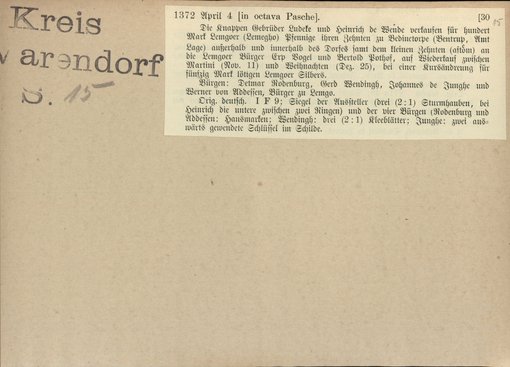 Kreis
Warendorf
S. 15
1372 April 4 [in octava Pasche]. [30
15
Die Knappen Gebrüder Ludeke und Heinrich de Wende verkaufen für hundert
Mark Lemgoer (Lemegho) Pfennige ihren Zehnten zu Bedinctorpe (Bentrup, Amt
Lage) außerhalb und innerhalb des Dorfes samt dem kleinen Zehnten (aftom) an
die Lemgoer Bürger Erp Vogel und Bertold Pothof, auf Wiederkauf zwischen
Martini (Nov. 11) und Weihnachten (Dez. 25), bei einer Kursändrerung für
fünfzig Mark lötigen Lemgoer Silbers.
Bürgen: Detmar Rodenburg, Gerd Wendingh, Johannes de Junghe und
Werner von Addessen, Bürger zu Lemgo.
Orig. deutsch. I F 9; Siegel der Aussteller (drei (2:1) Sturmhauben, bei
Heinrich die untere zwischen zwei Ringen) und der vier Bürgen (Rodenburg und
Addessen: Hausmarken; Wendingh: drei (2:1) Kleeblätter; Junghe: zwei aus-
wärts gewendete Schlüssel im Schilde.